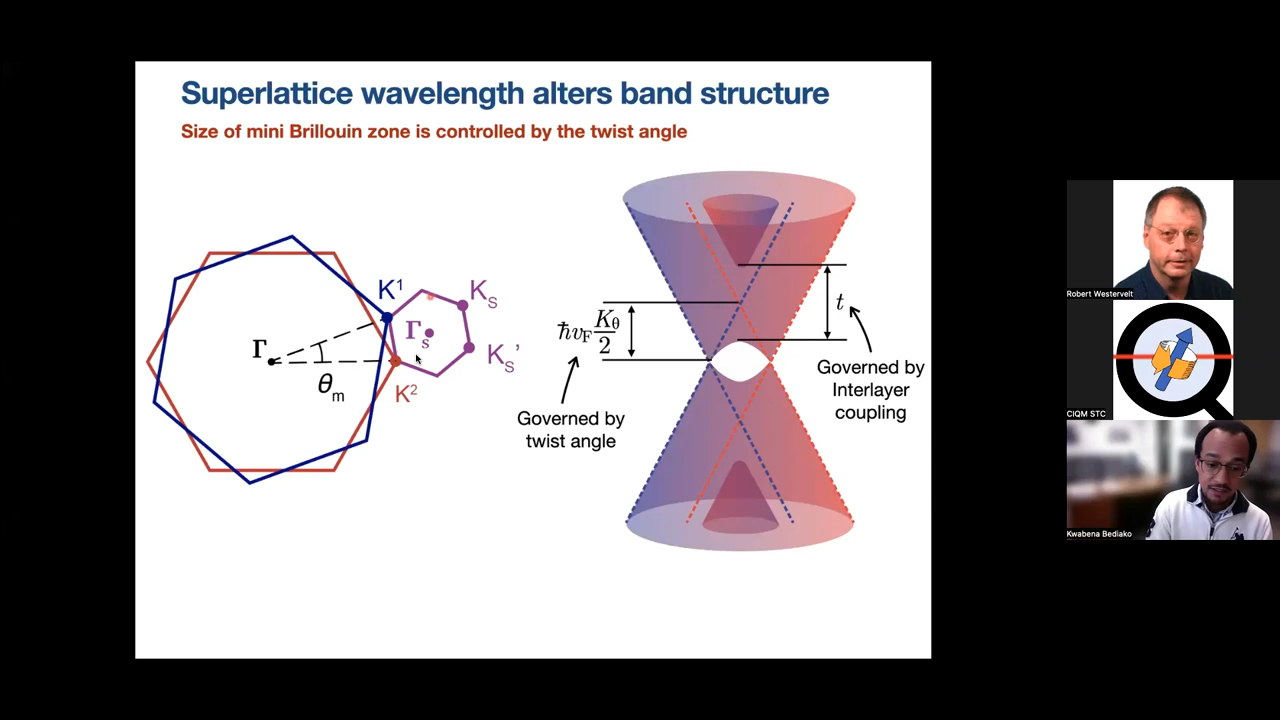 Superlattice wavelength alters band structure
Size of mini Brillouin zone is controlled by the twist angle
K¹
K_S
Γ_s
Γ
K_S'
θ_m
K²
ħv_F K_θ/2
t
Governed by
twist angle
Governed by
Interlayer
coupling
Robert Westervelt
CIQM STC
Kwabena Bediako